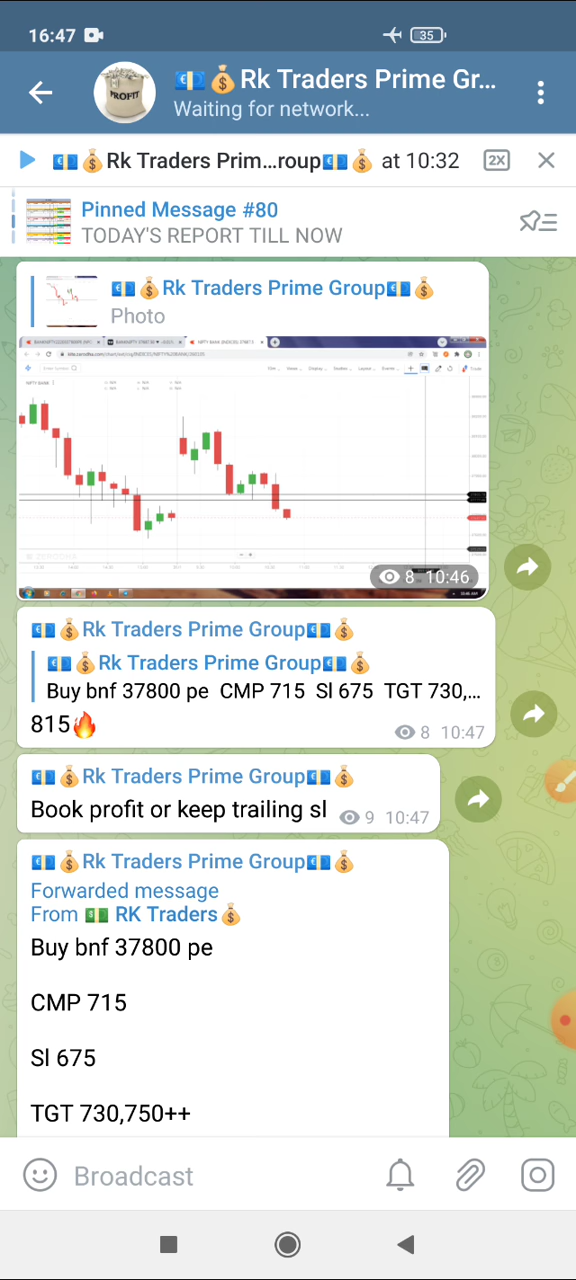 16:47
35
PROFIT
💶💰Rk Traders Prime Gr...
Waiting for network...
💶💰Rk Traders Prim...roup💶💰 at 10:32
2X
Pinned Message #80
TODAY'S REPORT TILL NOW
💶💰Rk Traders Prime Group💶💰
Photo
NIFTY BANK
ZERODHA
8 10:46
💶💰Rk Traders Prime Group💶💰
💶💰Rk Traders Prime Group💶💰
Buy bnf 37800 pe CMP 715 Sl 675 TGT 730,...
815🔥
8 10:47
💶💰Rk Traders Prime Group💶💰
Book profit or keep trailing sl
9 10:47
💶💰Rk Traders Prime Group💶💰
Forwarded message
From 💵 RK Traders💰
Buy bnf 37800 pe
CMP 715
Sl 675
TGT 730,750++
Broadcast